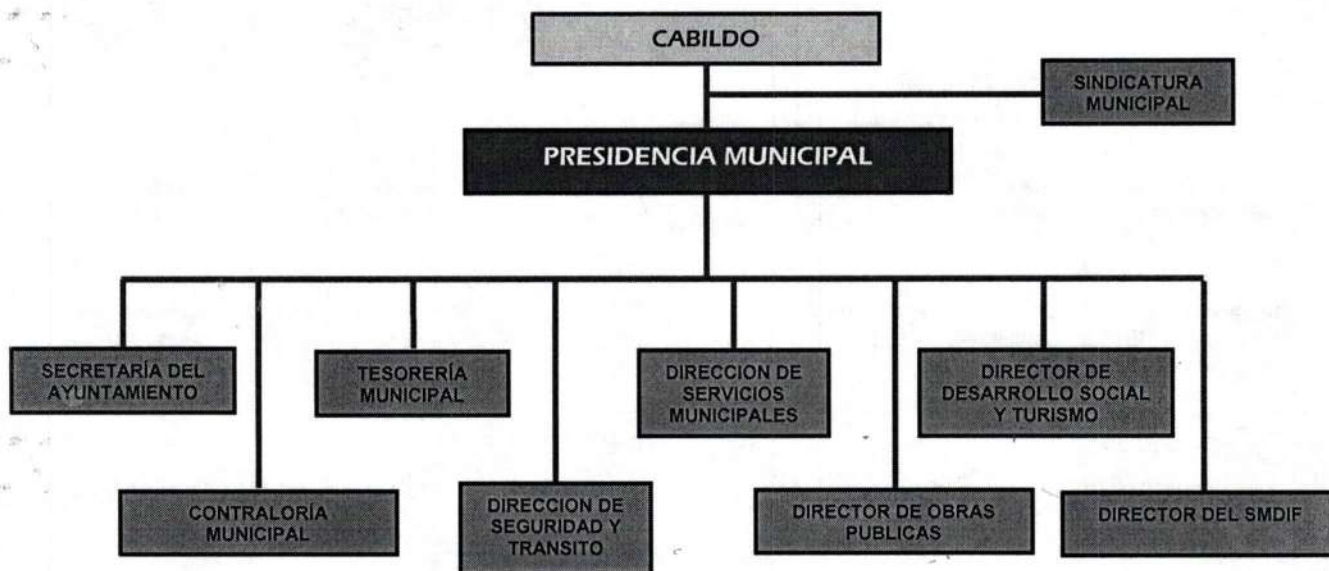 CABILDO
SINDICATURA
MUNICIPAL
PRESIDENCIA MUNICIPAL
SECRETARÍA DEL
AYUNTAMIENTO
TESORERÍA
MUNICIPAL
DIRECCION DE
SERVICIOS
MUNICIPALES
DIRECTOR DE
DESARROLLO SOCIAL
Y TURISMO
CONTRALORÍA
MUNICIPAL
DIRECCION DE
SEGURIDAD Y
TRANSITO
DIRECTOR DE OBRAS
PUBLICAS
DIRECTOR DEL SMDIF